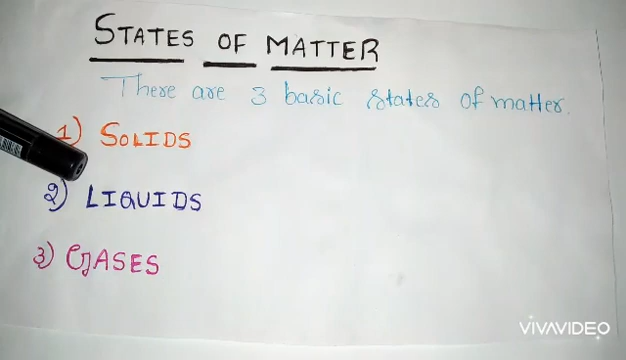 STATES OF MATTER
There are 3 basic states of matter.
1) SOLIDS
2) LIQUIDS
3) GASES
VIVAVIDEO